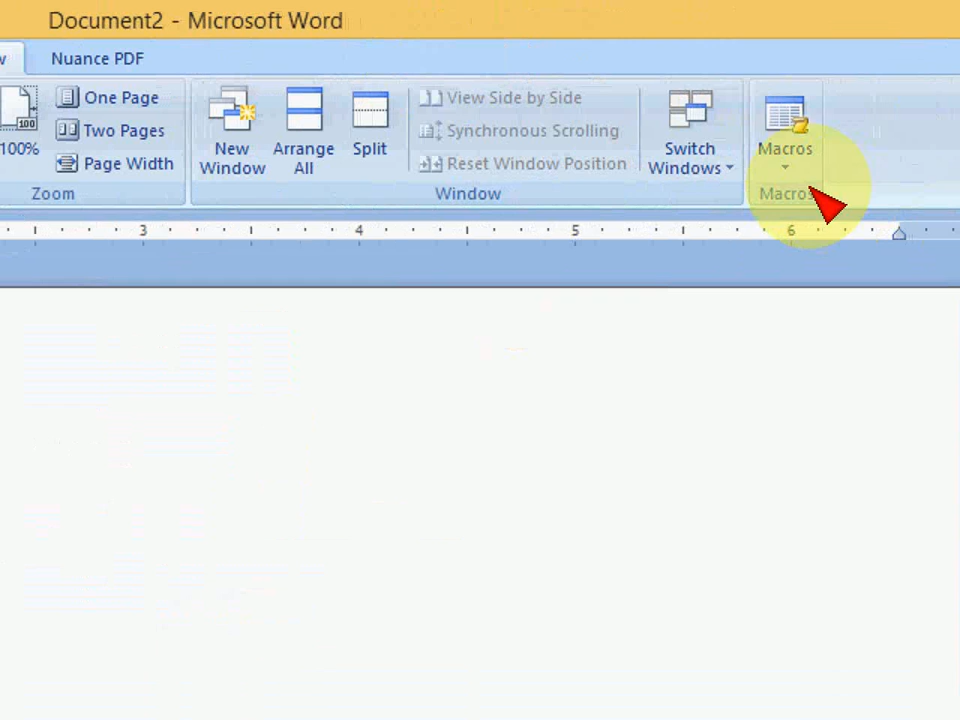 Document2 - Microsoft Word
w Nuance PDF
100%
One Page
Two Pages
Page Width
Zoom
New Window
Arrange All
Split
View Side by Side
Synchronous Scrolling
Reset Window Position
Window
Switch Windows
Macros
Macros
3 4 5 6